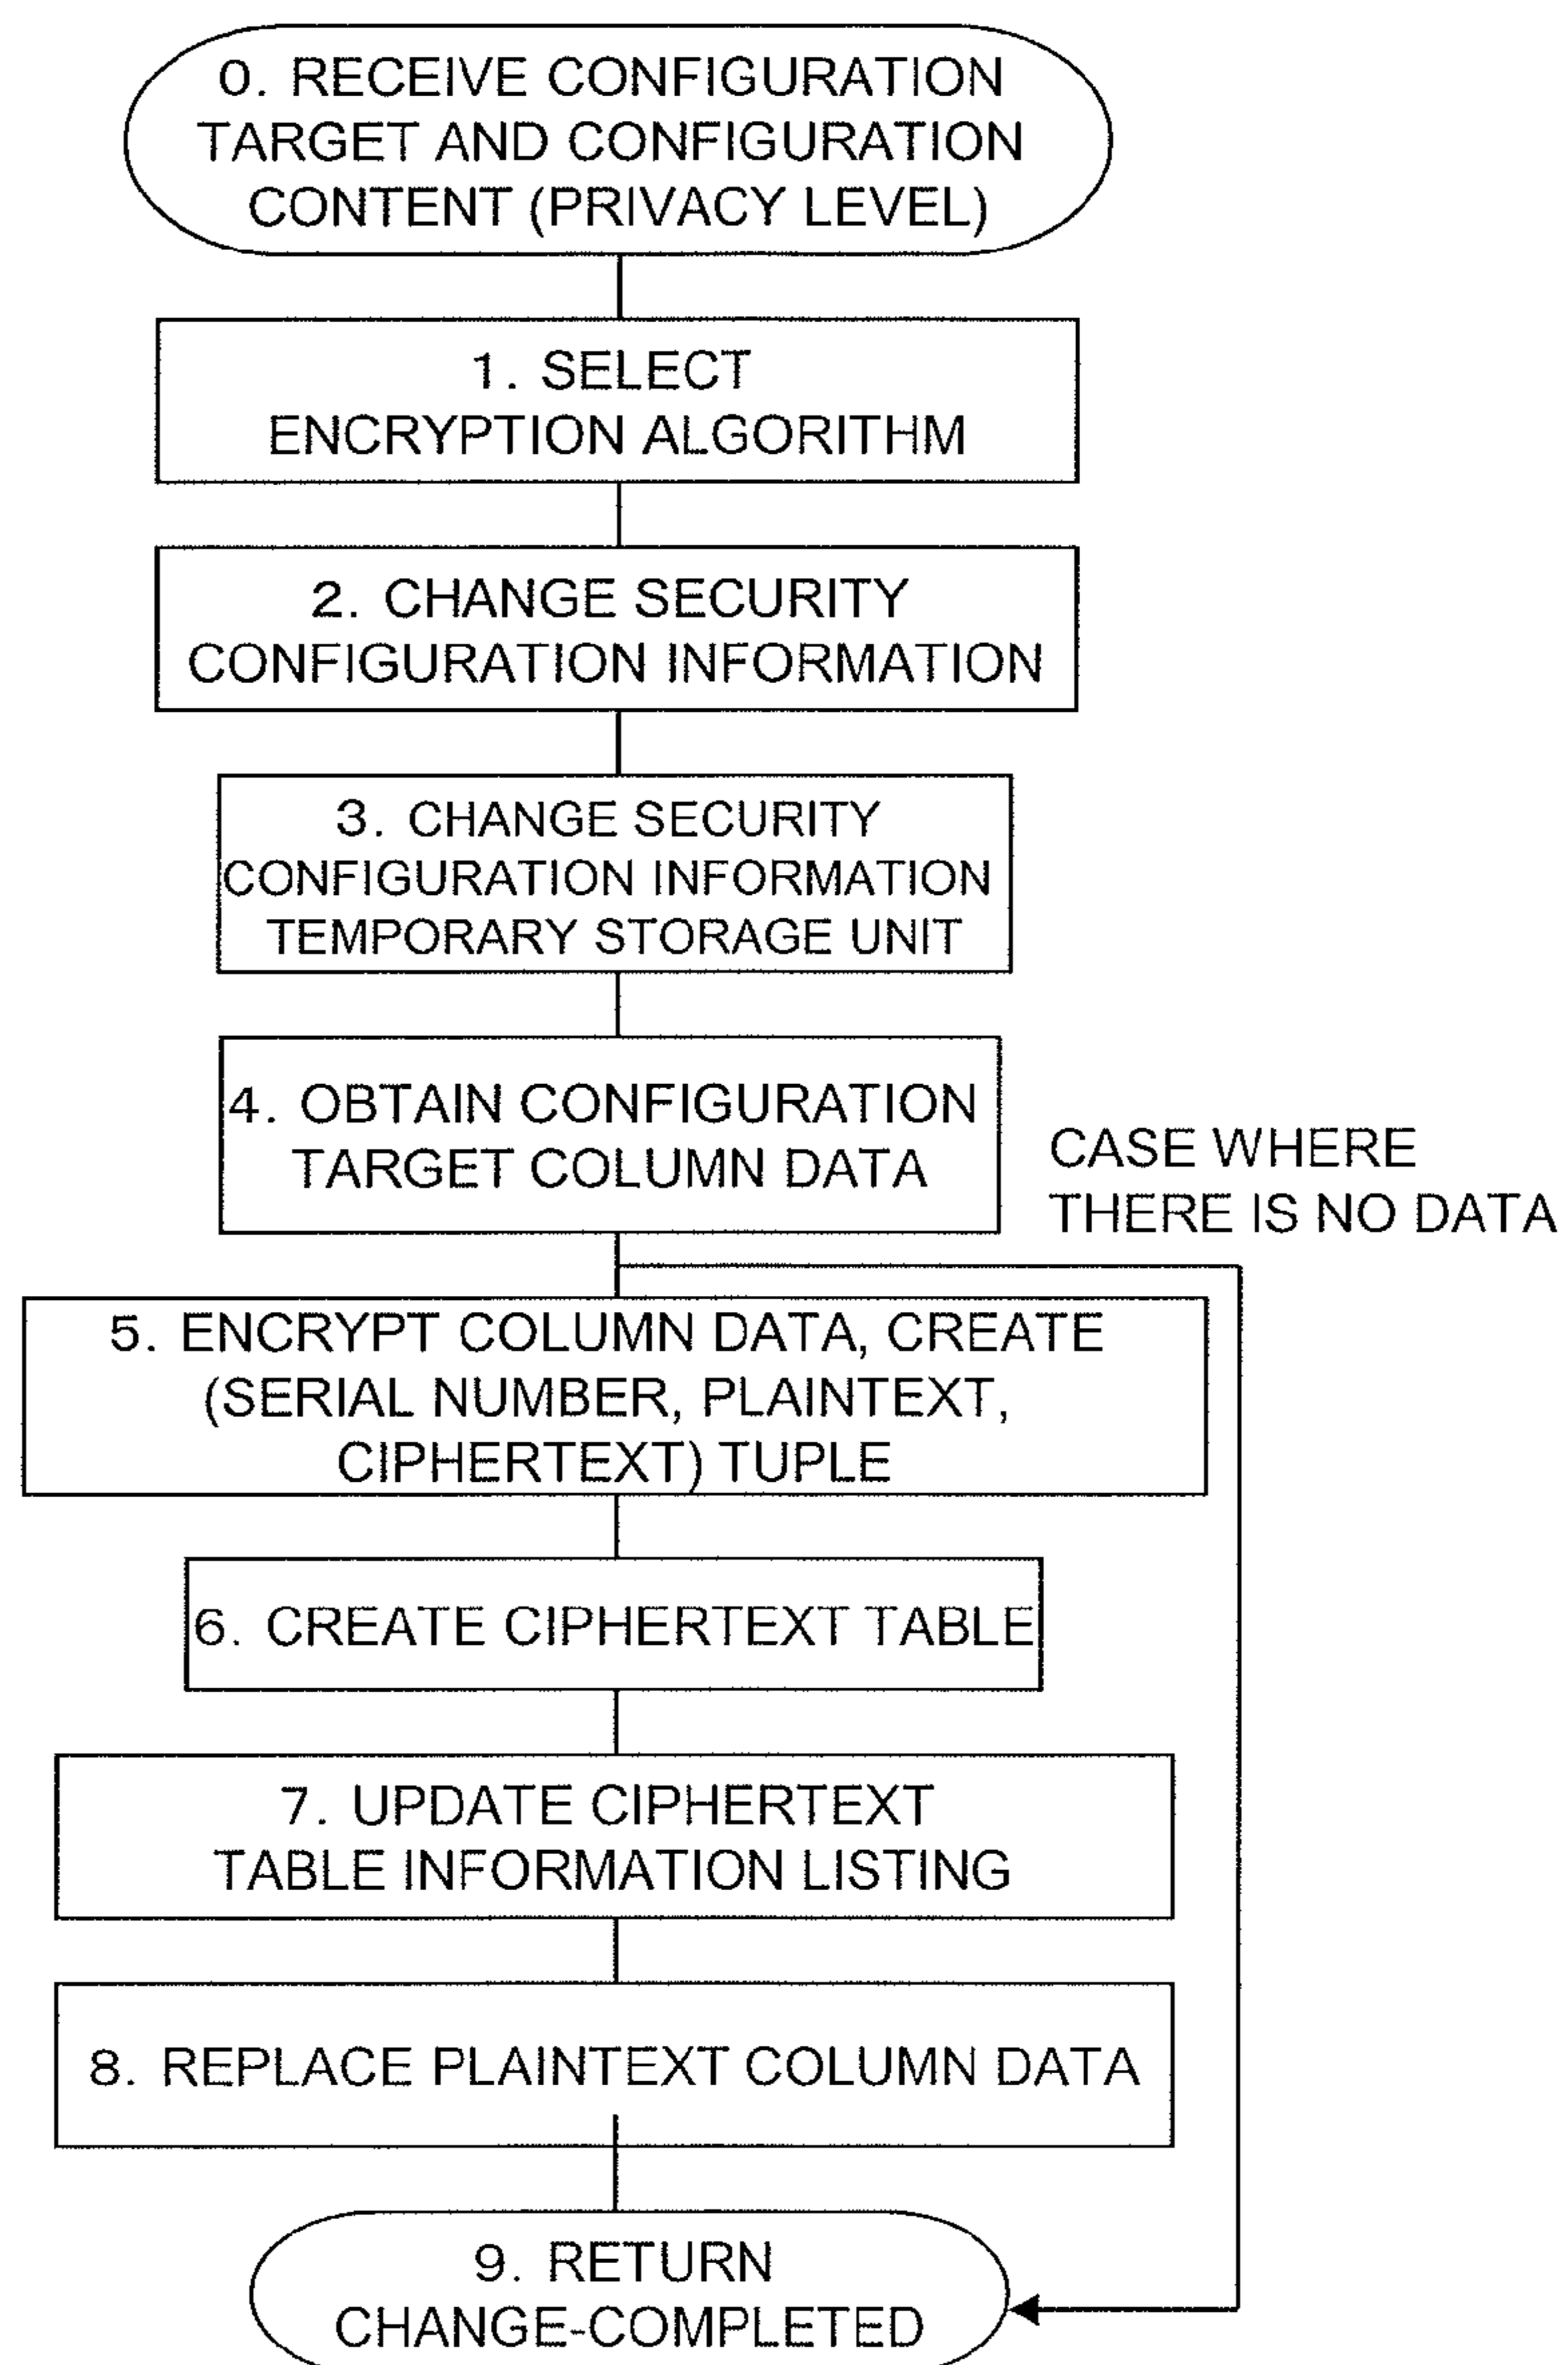 0. RECEIVE CONFIGURATION
TARGET AND CONFIGURATION
CONTENT (PRIVACY LEVEL)
1. SELECT
ENCRYPTION ALGORITHM
2. CHANGE SECURITY
CONFIGURATION INFORMATION
3. CHANGE SECURITY
CONFIGURATION INFORMATION
TEMPORARY STORAGE UNIT
4. OBTAIN CONFIGURATION
TARGET COLUMN DATA
CASE WHERE
THERE IS NO DATA
5. ENCRYPT COLUMN DATA, CREATE
(SERIAL NUMBER, PLAINTEXT,
CIPHERTEXT) TUPLE
6. CREATE CIPHERTEXT TABLE
7. UPDATE CIPHERTEXT
TABLE INFORMATION LISTING
8. REPLACE PLAINTEXT COLUMN DATA
9. RETURN
CHANGE-COMPLETED